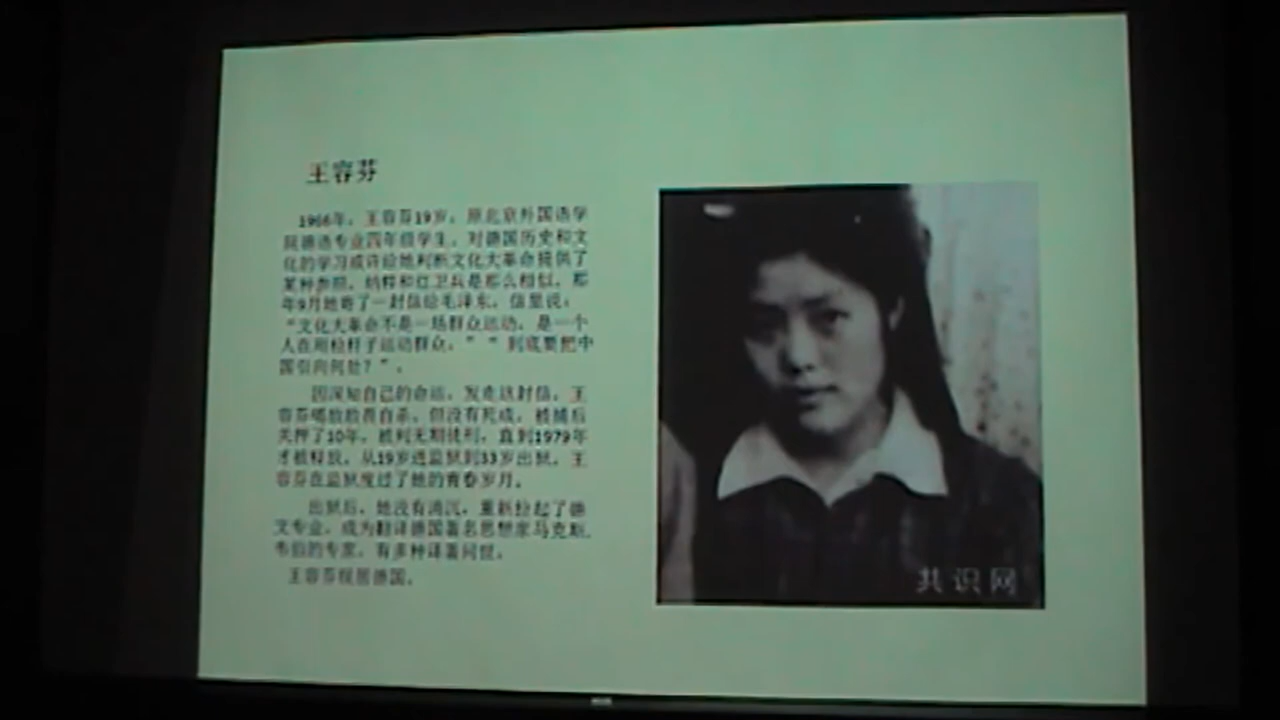 王容芬
1966年，王容芬19岁，原北京外国语学
院德语专业四年级学生，对德国历史和文
化的学习或许给她判断文化大革命提供了
某种参照，纳粹和红卫兵是那么相似，那
年9月她寄了一封信给毛泽东，信里说：
“文化大革命不是一场群众运动，是一个
人在用枪杆子运动群众。” “ 到底要把中
国引向何处？”。
因深知自己的命运，发走这封信，王
容芬喝敌敌畏自杀，但没有死成，被捕后
关押了10年，被判无期徒刑，直到1979年
才被释放。从19岁进监狱到33岁出狱，王
容芬在监狱度过了她的青春岁月。
出狱后，她没有消沉，重新捡起了德
文专业，成为翻译德国著名思想家马克斯.
韦伯的专家，有多种译著问世。
王容芬现居德国。
共识网